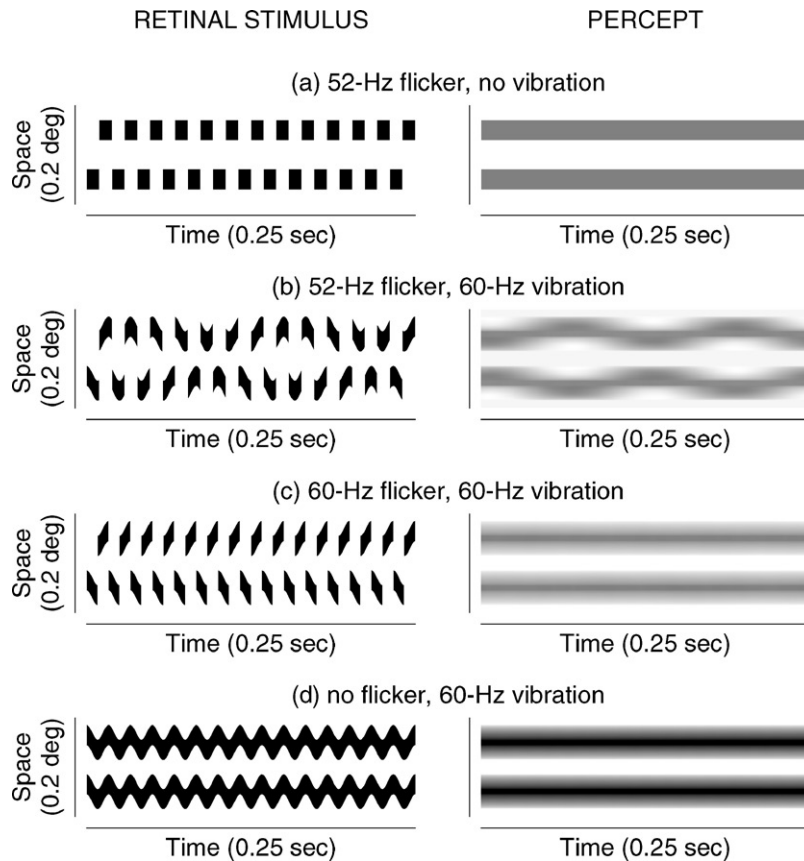 RETINAL STIMULUS PERCEPT
(a) 52-Hz flicker, no vibration
Space
(0.2 deg)
Time (0.25 sec) Time (0.25 sec)
(b) 52-Hz flicker, 60-Hz vibration
Space
(0.2 deg)
Time (0.25 sec) Time (0.25 sec)
(c) 60-Hz flicker, 60-Hz vibration
Space
(0.2 deg)
Time (0.25 sec) Time (0.25 sec)
(d) no flicker, 60-Hz vibration
Space
(0.2 deg)
Time (0.25 sec) Time (0.25 sec)